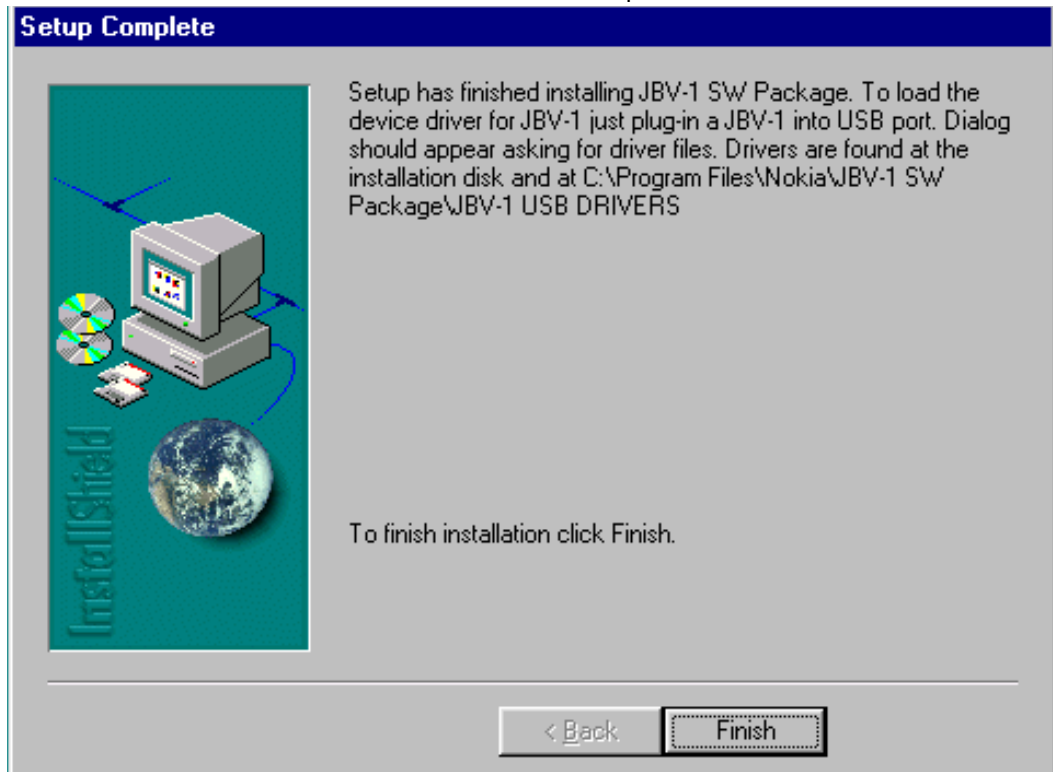 Setup Complete
Setup has finished installing JBV-1 SW Package. To load the
device driver for JBV-1 just plug-in a JBV-1 into USB port. Dialog
should appear asking for driver files. Drivers are found at the
installation disk and at C:\Program Files\Nokia\JBV-1 SW
Package\JBV-1 USB DRIVERS
InstallShield
To finish installation click Finish.
< Back
Finish